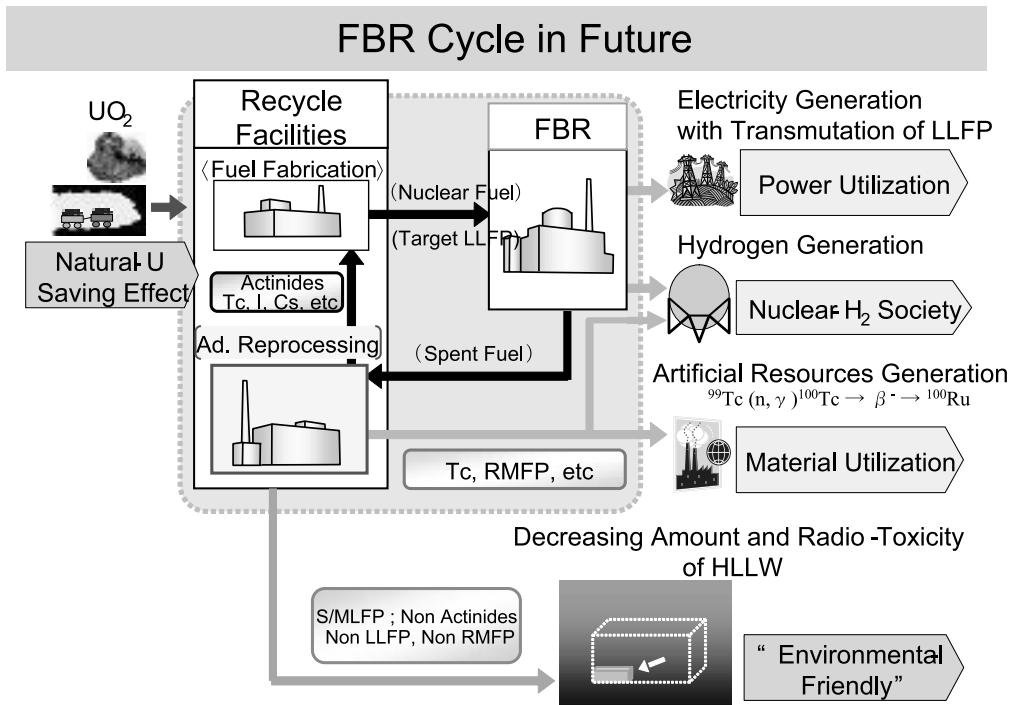 FBR Cycle in Future
UO₂
Natural-U
Saving Effect
Recycle
Facilities
〈Fuel Fabrication〉
Actinides
Tc, I, Cs, etc
[Ad. Reprocessing]
(Nuclear Fuel)
(Target LLFP)
(Spent Fuel)
FBR
Tc, RMFP, etc
Electricity Generation
with Transmutation of LLFP
Power Utilization
Hydrogen Generation
Nuclear-H₂ Society
Artificial Resources Generation
⁹⁹Tc (n, γ )¹⁰⁰Tc → β⁻ → ¹⁰⁰Ru
Material Utilization
Decreasing Amount and Radio -Toxicity
of HLLW
S/MLFP ; Non Actinides
Non LLFP, Non RMFP
“ Environmental-
Friendly”